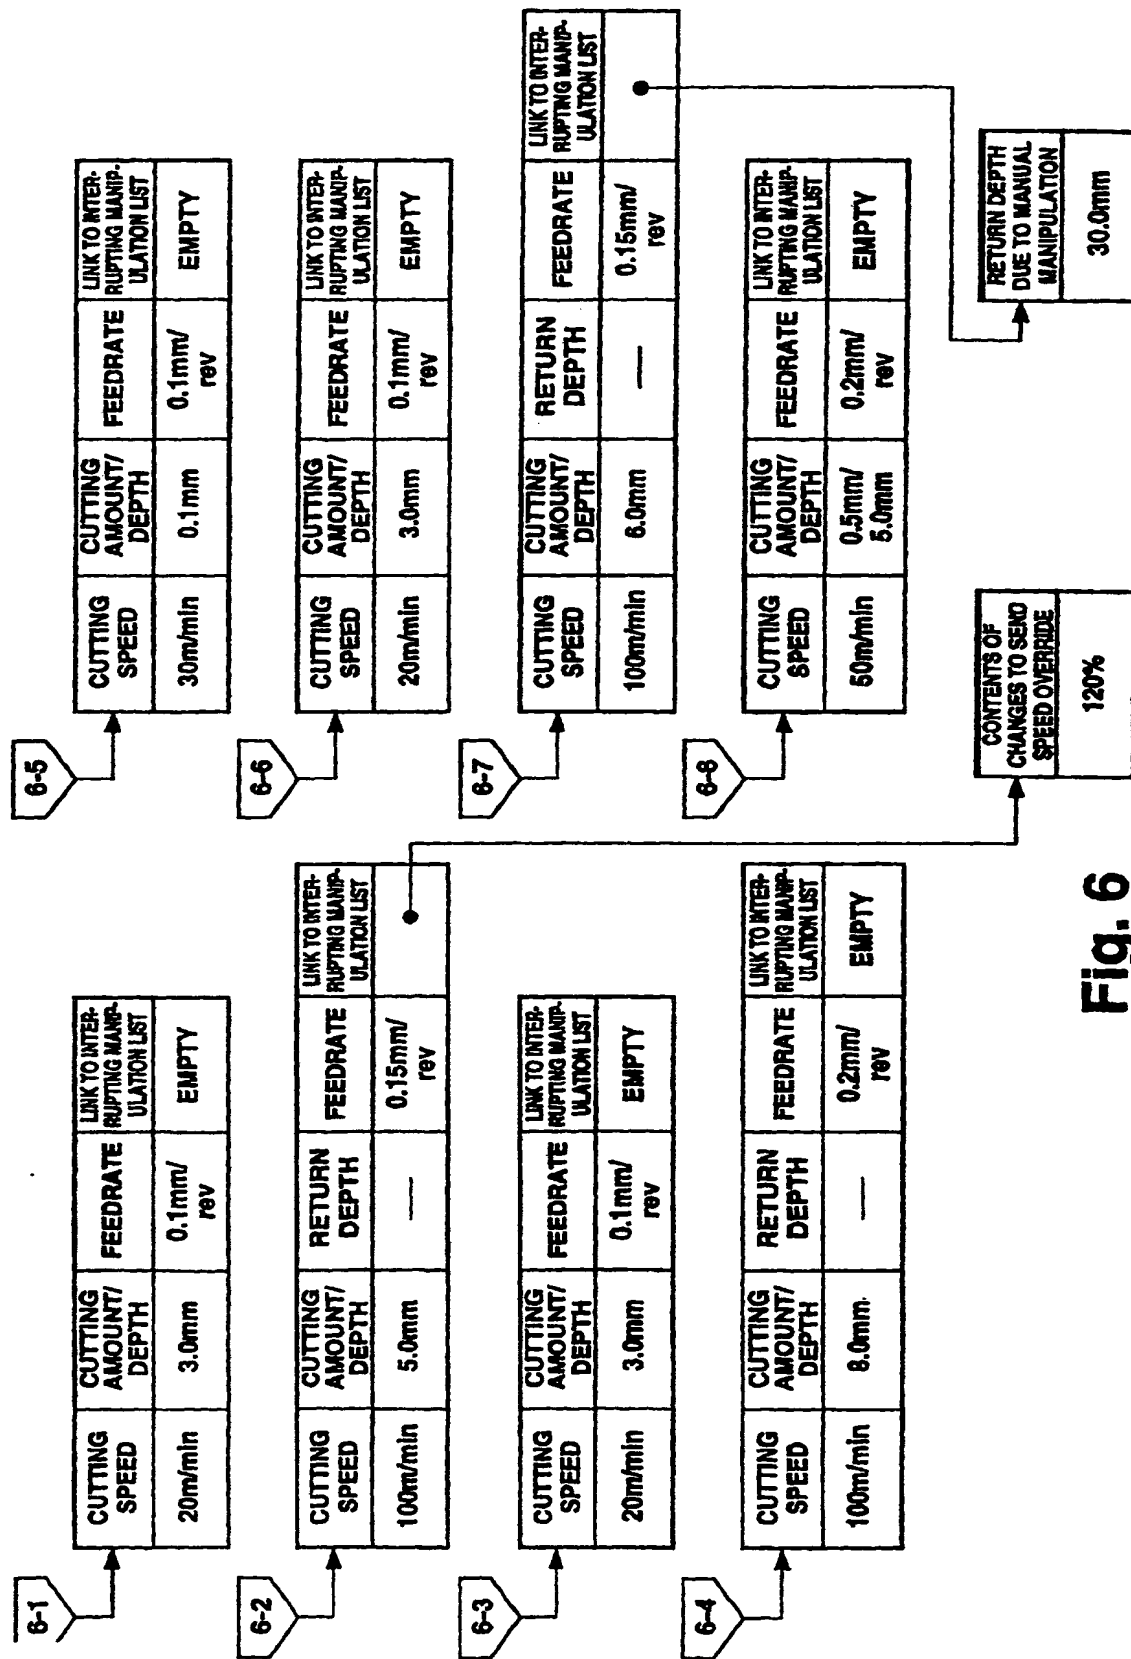 6-1
CUTTING
SPEED
CUTTING
AMOUNT/
DEPTH
FEEDRATE
LINK TO INTER-
RUPTING MANIP-
ULATION LIST
20m/min
3.0mm
0.1mm/
rev
EMPTY
6-2
CUTTING
SPEED
CUTTING
AMOUNT/
DEPTH
RETURN
DEPTH
FEEDRATE
LINK TO INTER-
RUPTING MANIP-
ULATION LIST
100m/min
5.0mm
—
0.15mm/
rev
6-3
CUTTING
SPEED
CUTTING
AMOUNT/
DEPTH
FEEDRATE
LINK TO INTER-
RUPTING MANIP-
ULATION LIST
20m/min
3.0mm
0.1mm/
rev
EMPTY
6-4
CUTTING
SPEED
CUTTING
AMOUNT/
DEPTH
RETURN
DEPTH
FEEDRATE
LINK TO INTER-
RUPTING MANIP-
ULATION LIST
100m/min
8.0mm
—
0.2mm/
rev
EMPTY
6-5
CUTTING
SPEED
CUTTING
AMOUNT/
DEPTH
FEEDRATE
LINK TO INTER-
RUPTING MANIP-
ULATION LIST
30m/min
0.1mm
0.1mm/
rev
EMPTY
6-6
CUTTING
SPEED
CUTTING
AMOUNT/
DEPTH
FEEDRATE
LINK TO INTER-
RUPTING MANIP-
ULATION LIST
20m/min
3.0mm
0.1mm/
rev
EMPTY
6-7
CUTTING
SPEED
CUTTING
AMOUNT/
DEPTH
RETURN
DEPTH
FEEDRATE
LINK TO INTER-
RUPTING MANIP-
ULATION LIST
100m/min
6.0mm
—
0.15mm/
rev
6-8
CUTTING
SPEED
CUTTING
AMOUNT/
DEPTH
FEEDRATE
LINK TO INTER-
RUPTING MANIP-
ULATION LIST
50m/min
0.5mm/
5.0mm
0.2mm/
rev
EMPTY
CONTENTS OF
CHANGES TO SEND
SPEED OVERRIDE
120%
RETURN DEPTH
DUE TO MANUAL
MANIPULATION
30.0mm
Fig. 6